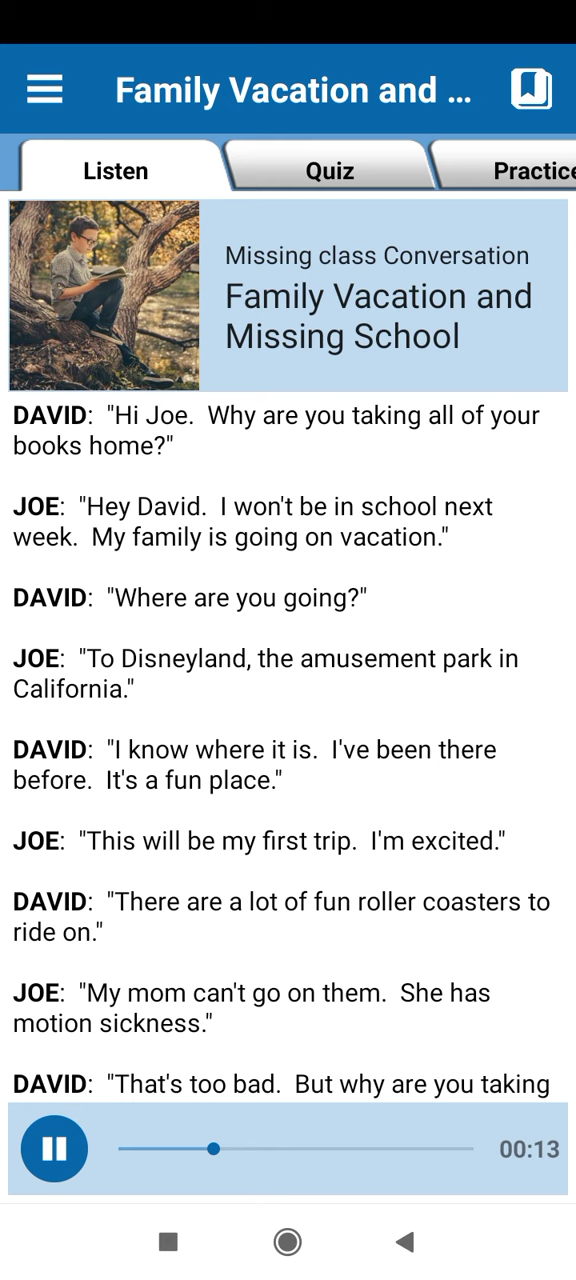 Family Vacation and ...
Listen
Quiz
Practice
Missing class Conversation
Family Vacation and
Missing School
DAVID:  "Hi Joe.  Why are you taking all of your
books home?"
JOE:  "Hey David.  I won't be in school next
week.  My family is going on vacation."
DAVID:  "Where are you going?"
JOE:  "To Disneyland, the amusement park in
California."
DAVID:  "I know where it is.  I've been there
before.  It's a fun place."
JOE:  "This will be my first trip.  I'm excited."
DAVID:  "There are a lot of fun roller coasters to
ride on."
JOE:  "My mom can't go on them.  She has
motion sickness."
DAVID:  "That's too bad.  But why are you taking
00:13